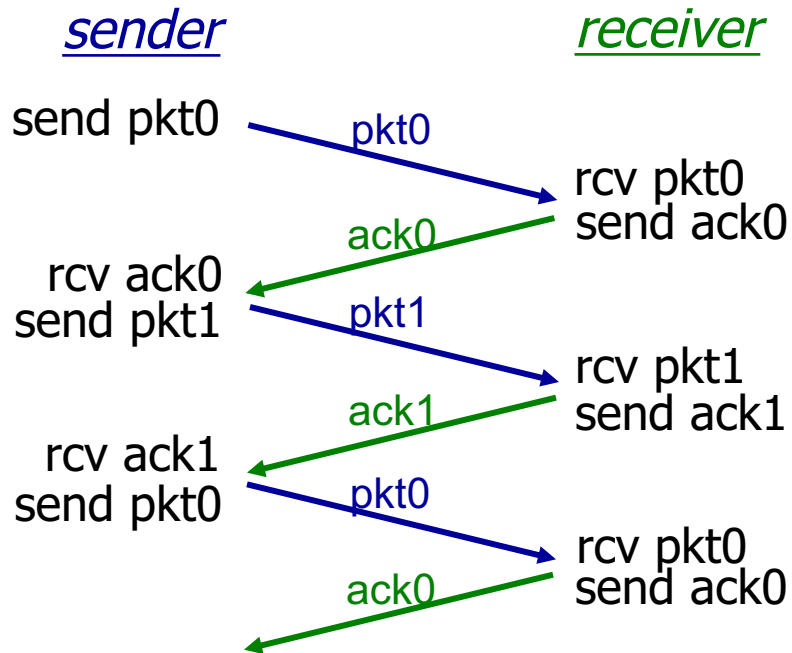 sender
receiver
send pkt0
pkt0
rcv pkt0
send ack0
ack0
rcv ack0
send pkt1
pkt1
rcv pkt1
send ack1
ack1
rcv ack1
send pkt0
pkt0
rcv pkt0
send ack0
ack0